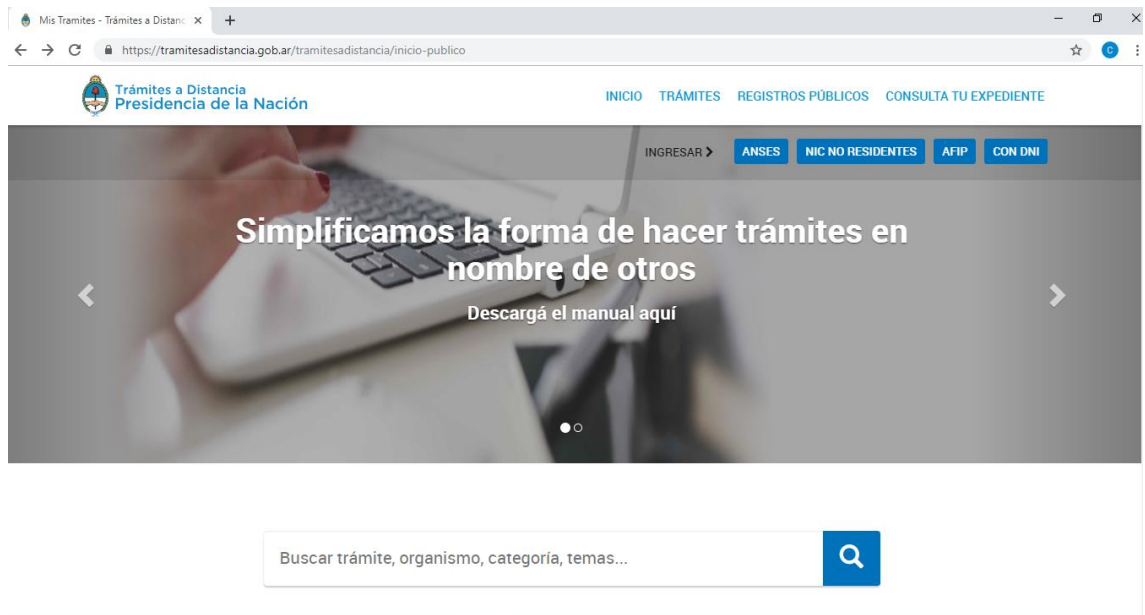 Mis Tramites - Trámites a Distanc
https://tramitesadistancia.gob.ar/tramitesadistancia/inicio-publico
C
Trámites a Distancia
Presidencia de la Nación
INICIO TRÁMITES REGISTROS PÚBLICOS CONSULTA TU EXPEDIENTE
INGRESAR ANSES NIC NO RESIDENTES AFIP CON DNI
Simplificamos la forma de hacer trámites en
nombre de otros
Descargá el manual aquí
Buscar trámite, organismo, categoría, temas...